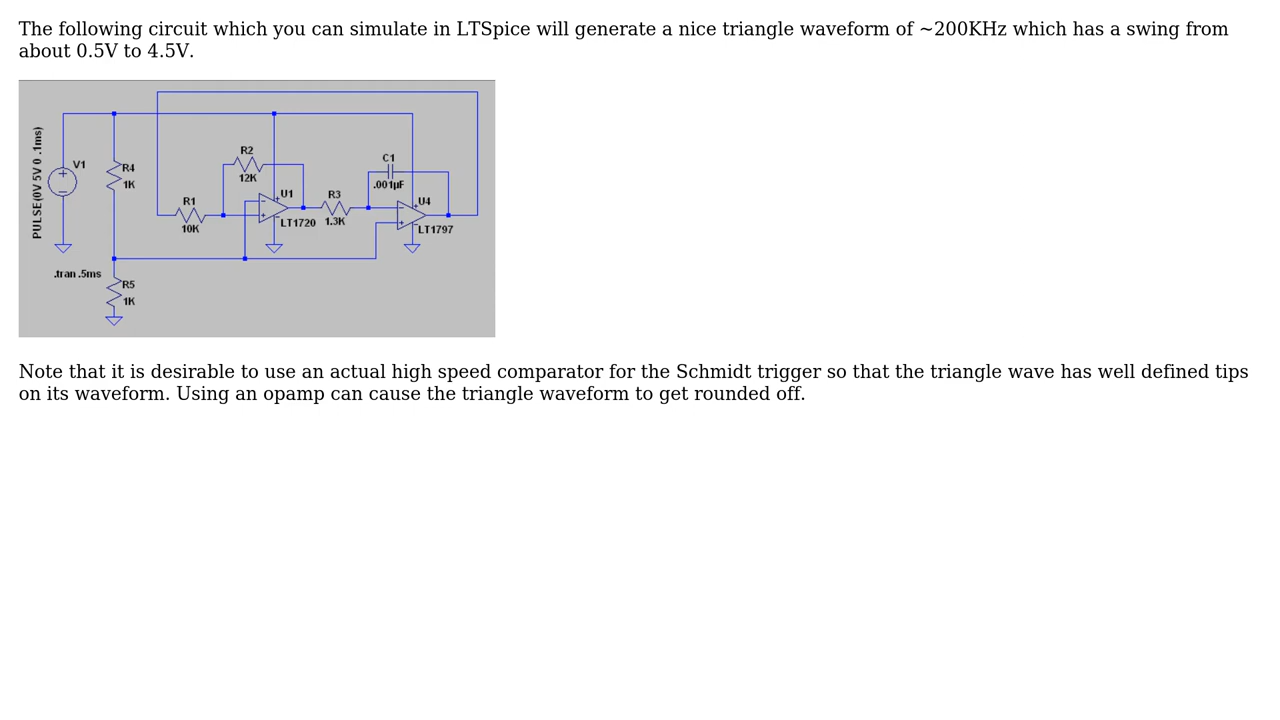 The following circuit which you can simulate in LTSpice will generate a nice triangle waveform of ~200KHz which has a swing from
about 0.5V to 4.5V.
PULSE(0V 5V 0 .1ms)
V1
R4
1K
R2
12K
R1
10K
U1
LT1720
R3
1.3K
C1
.001µF
U4
LT1797
.tran .5ms
R5
1K
Note that it is desirable to use an actual high speed comparator for the Schmidt trigger so that the triangle wave has well defined tips
on its waveform. Using an opamp can cause the triangle waveform to get rounded off.